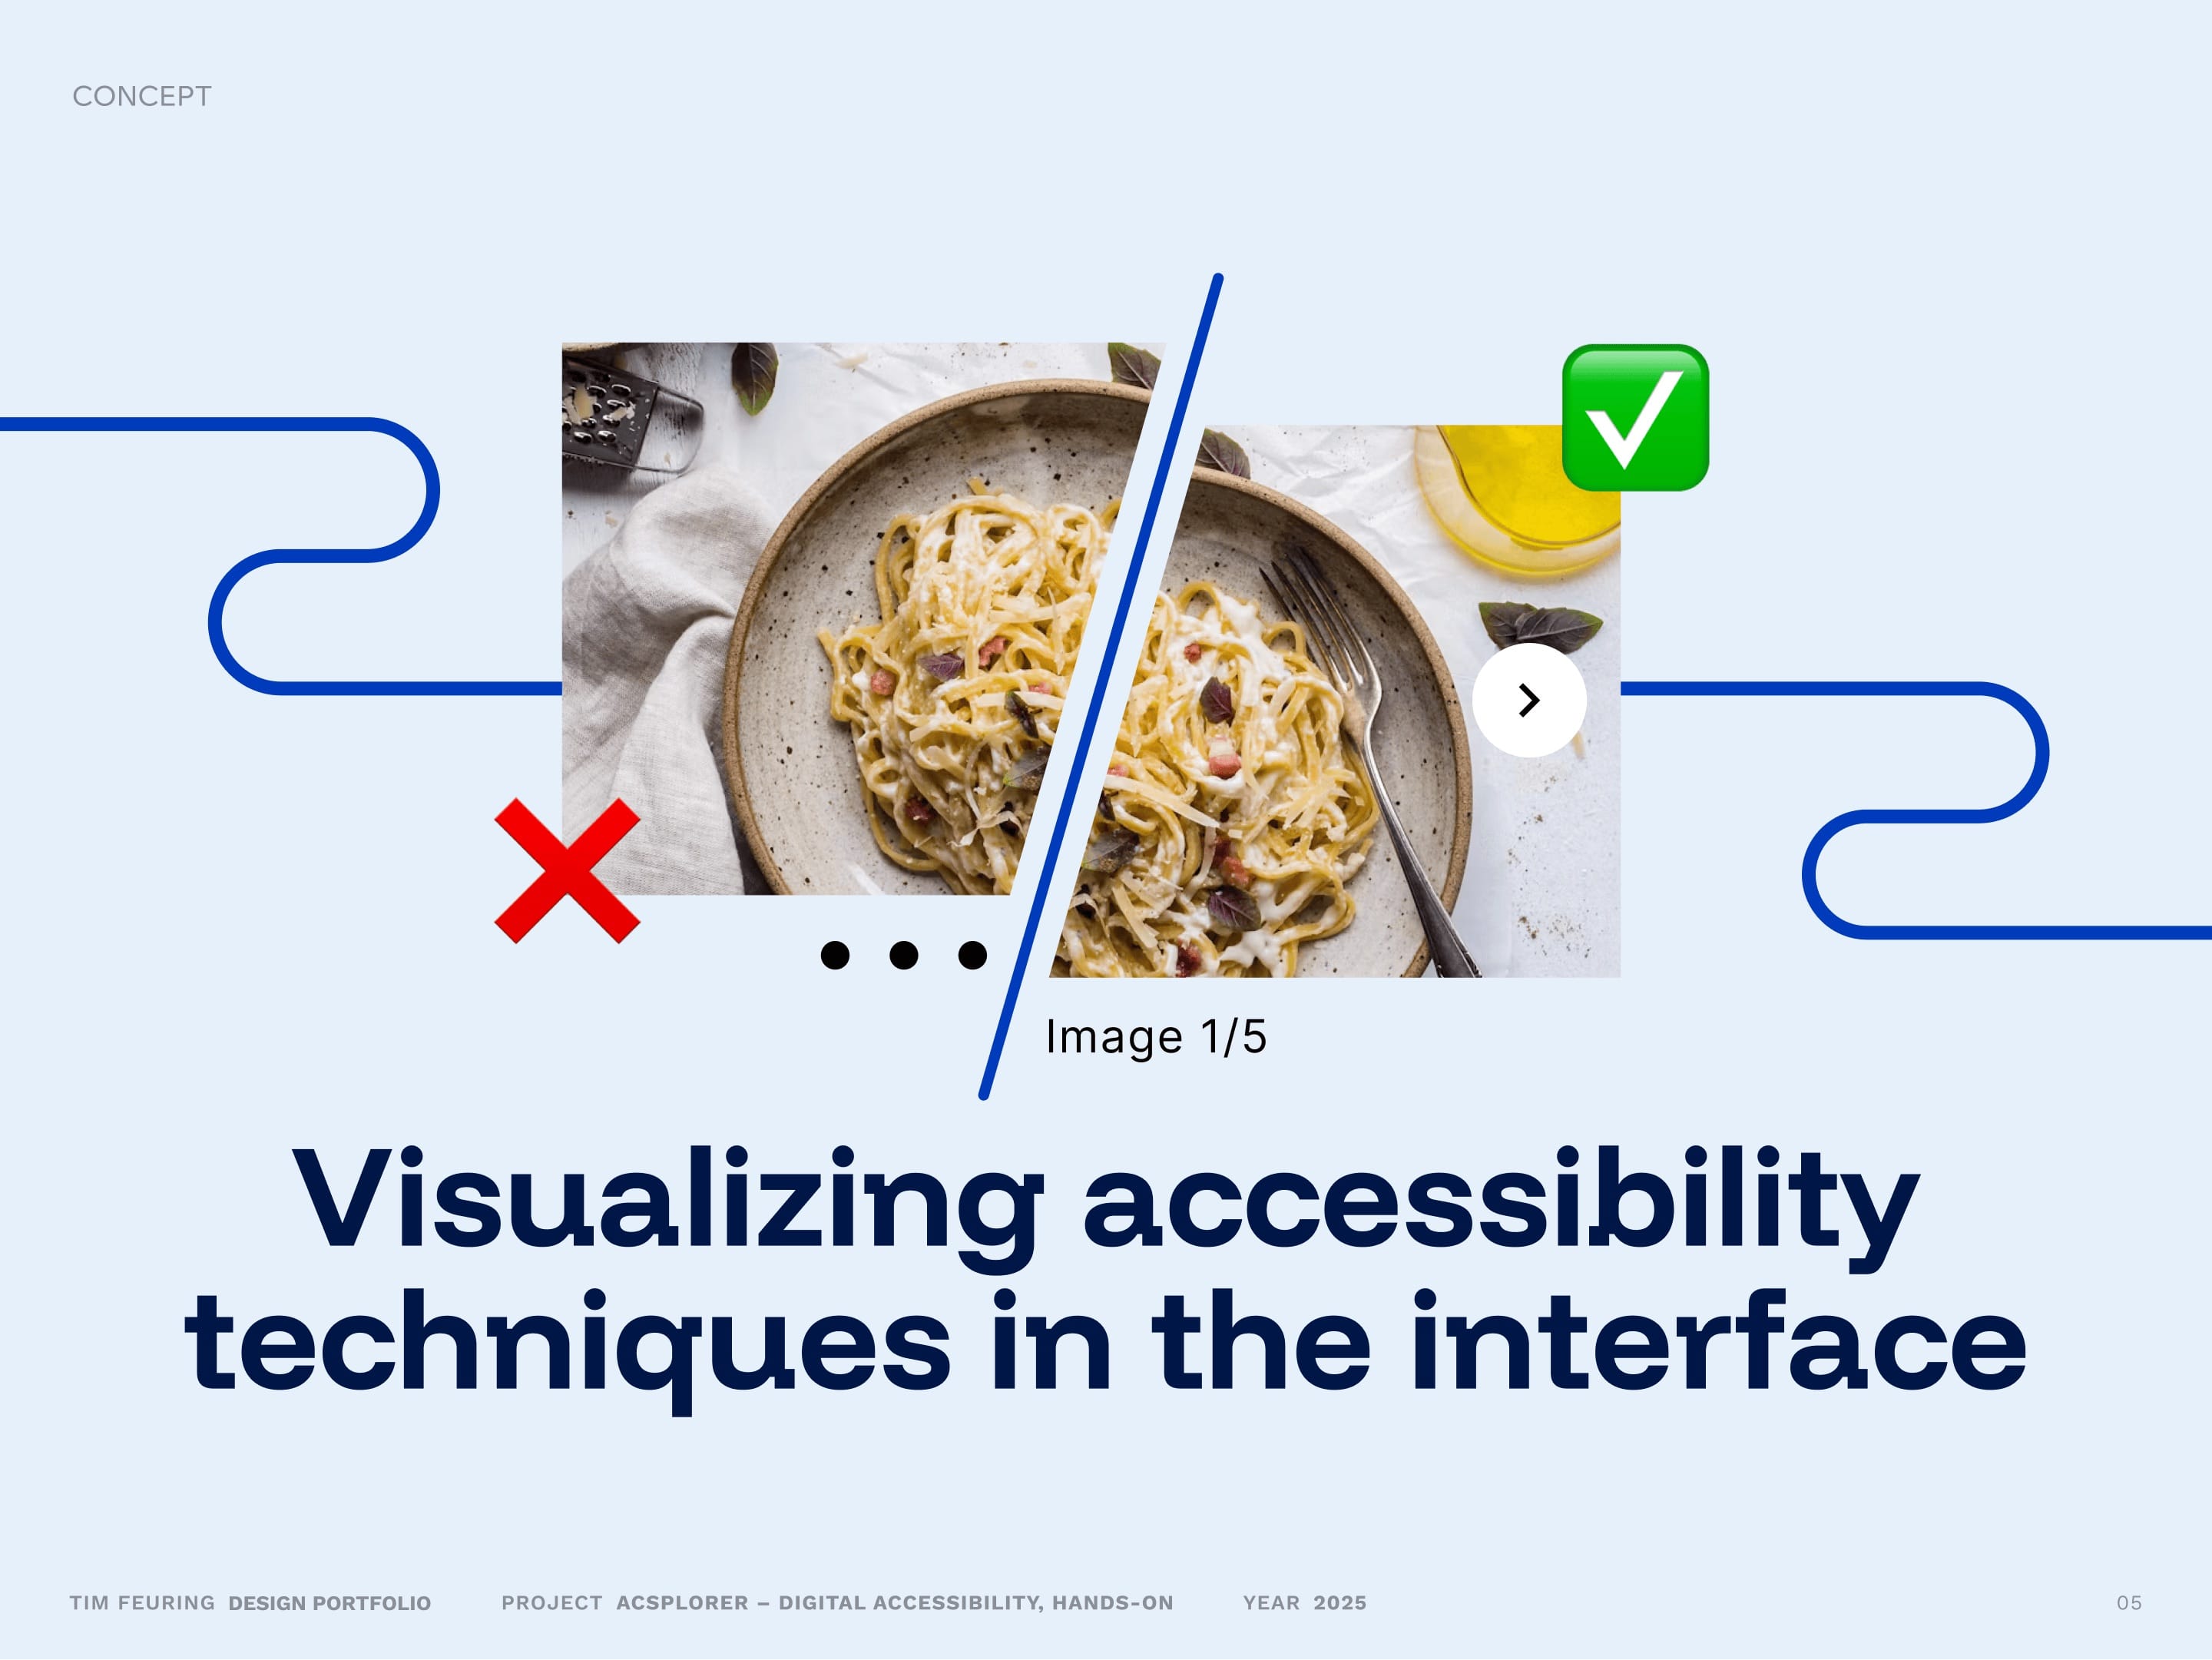 CONCEPT
Image 1/5
Visualizing accessibility
techniques in the interface
TIM FEURING DESIGN PORTFOLIO PROJECT ACSPLORER – DIGITAL ACCESSIBILITY, HANDS-ON YEAR 2025 05